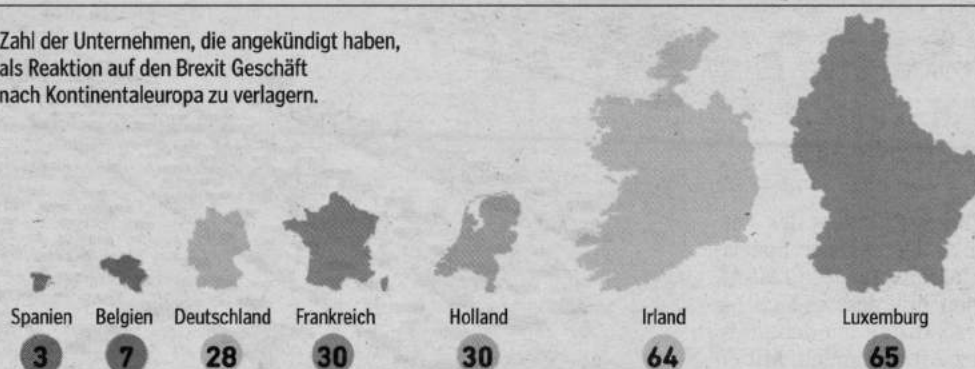 Zahl der Unternehmen, die angekündigt haben,
als Reaktion auf den Brexit Geschäft
nach Kontinentaleuropa zu verlagern.
Spanien Belgien Deutschland Frankreich Holland Irland Luxemburg
3 7 28 30 30 64 65